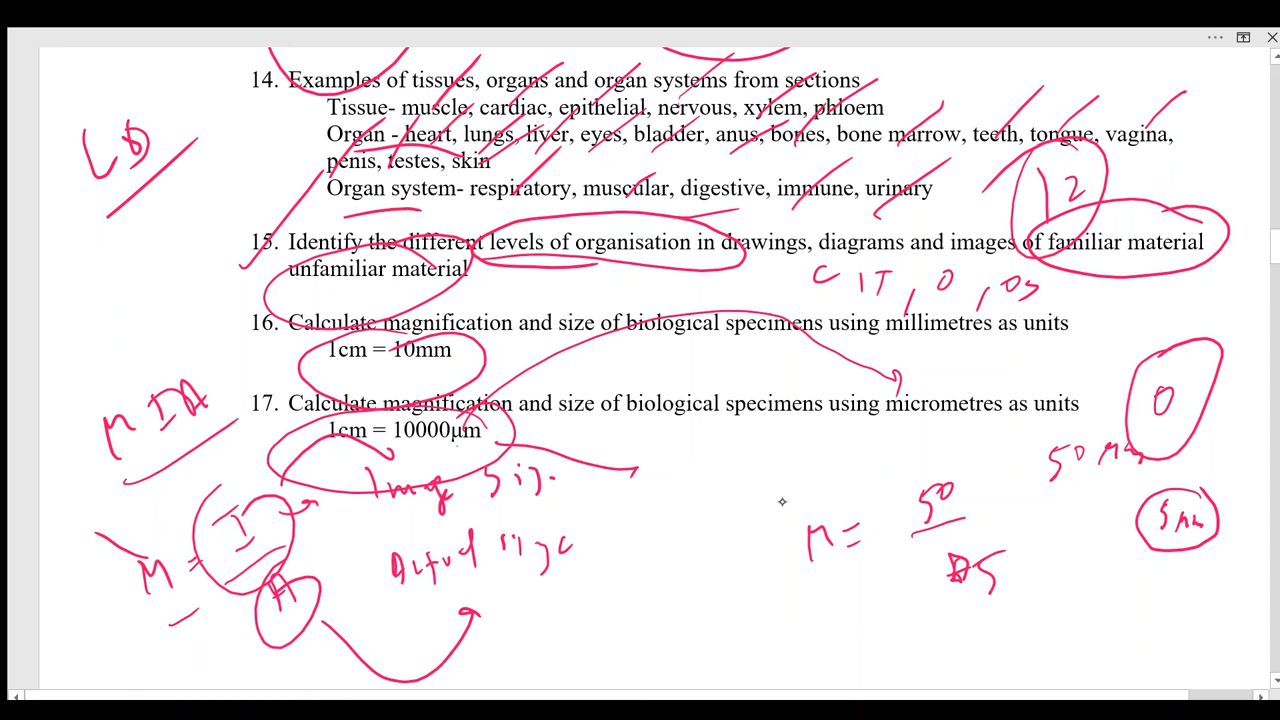 14. Examples of tissues, organs and organ systems from sections
Tissue- muscle, cardiac, epithelial, nervous, xylem, phloem
Organ - heart, lungs, liver, eyes, bladder, anus, bones, bone marrow, teeth, tongue, vagina,
penis, testes, skin
Organ system- respiratory, muscular, digestive, immune, urinary
12
15. Identify the different levels of organisation in drawings, diagrams and images of familiar material
unfamiliar material
16. Calculate magnification and size of biological specimens using millimetres as units
1cm = 10mm
17. Calculate magnification and size of biological specimens using micrometres as units
1cm = 10000μm
M =
I
A
Image siz.
Actual size
M =
50
5